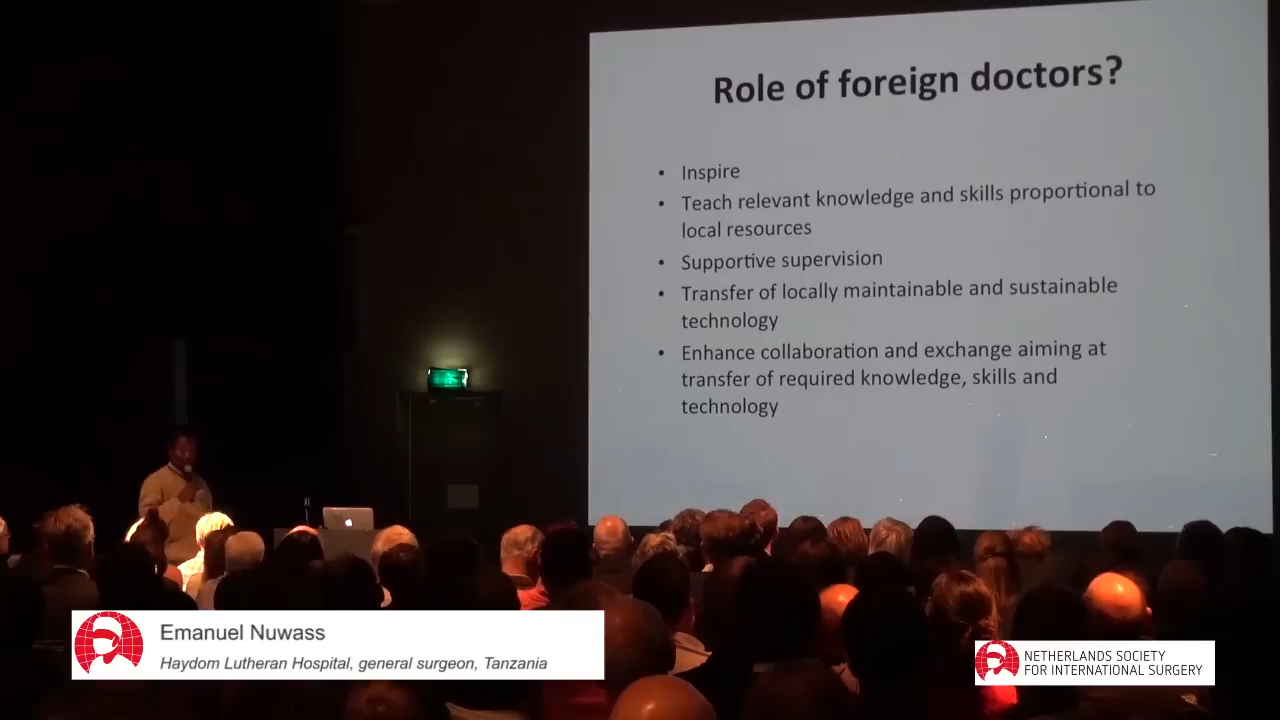 Role of foreign doctors?
• Inspire
• Teach relevant knowledge and skills proportional to
local resources
• Supportive supervision
• Transfer of locally maintainable and sustainable
technology
• Enhance collaboration and exchange aiming at
transfer of required knowledge, skills and
technology
Emanuel Nuwass
Haydom Lutheran Hospital, general surgeon, Tanzania
NETHERLANDS SOCIETY
FOR INTERNATIONAL SURGERY